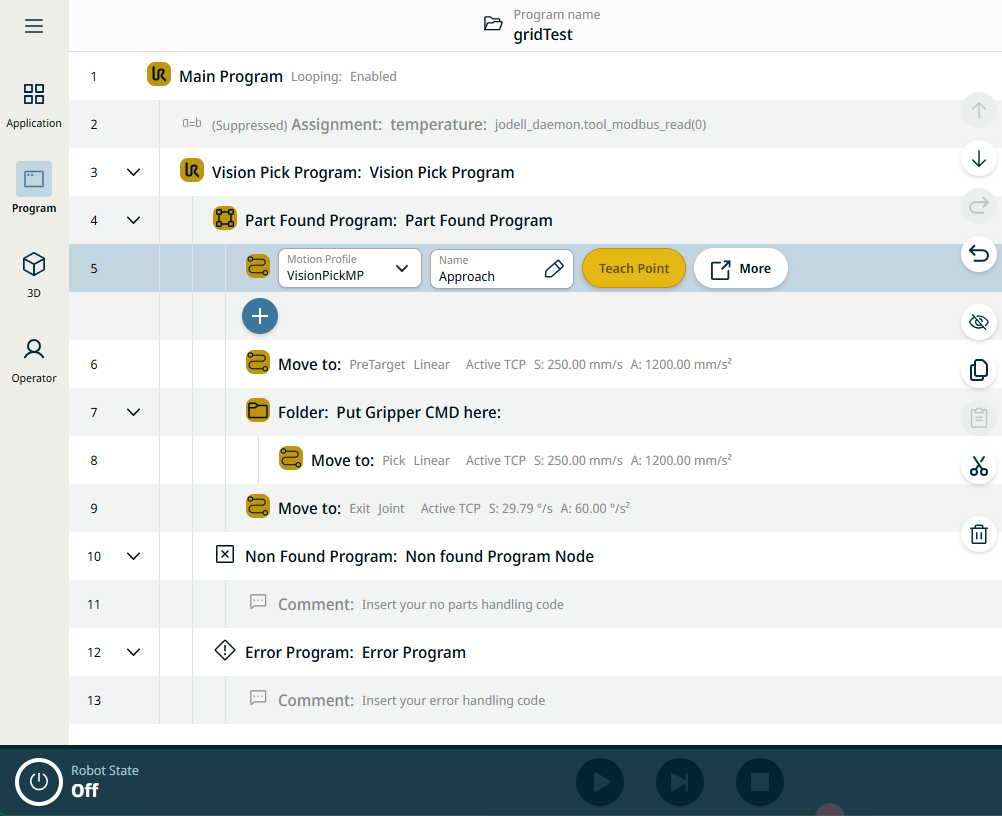 Program name
gridTest
Application
Program
3D
Operator
1 Main Program Looping: Enabled
2 (Suppressed) Assignment: temperature: jodell_daemon.tool_modbus_read(0)
3 Vision Pick Program: Vision Pick Program
4 Part Found Program: Part Found Program
5 Motion Profile VisionPickMP Name Approach Teach Point More
6 Move to: PreTarget Linear Active TCP S: 250.00 mm/s A: 1200.00 mm/s²
7 Folder: Put Gripper CMD here:
8 Move to: Pick Linear Active TCP S: 250.00 mm/s A: 1200.00 mm/s²
9 Move to: Exit Joint Active TCP S: 29.79 °/s A: 60.00 °/s²
10 Non Found Program: Non found Program Node
11 Comment: Insert your no parts handling code
12 Error Program: Error Program
13 Comment: Insert your error handling code
Robot State
Off